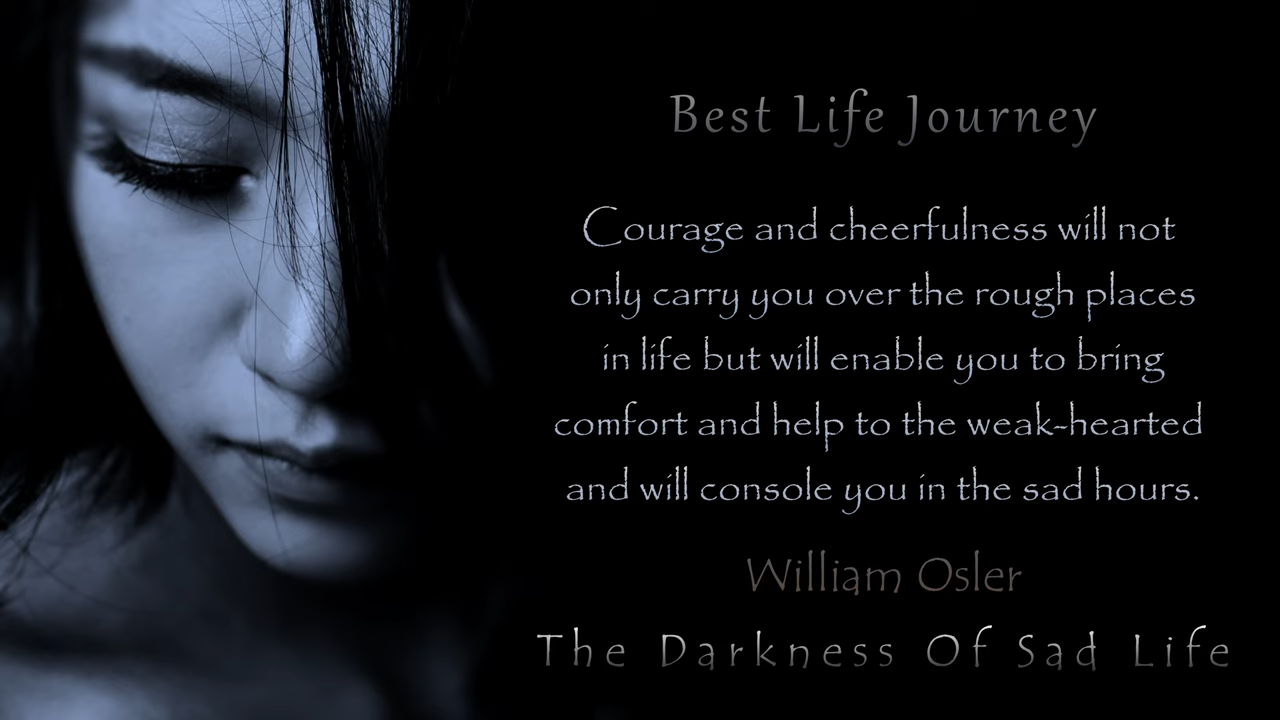 Best Life Journey
Courage and cheerfulness will not
only carry you over the rough places
in life but will enable you to bring
comfort and help to the weak-hearted
and will console you in the sad hours.
William Osler
The Darkness Of Sad Life